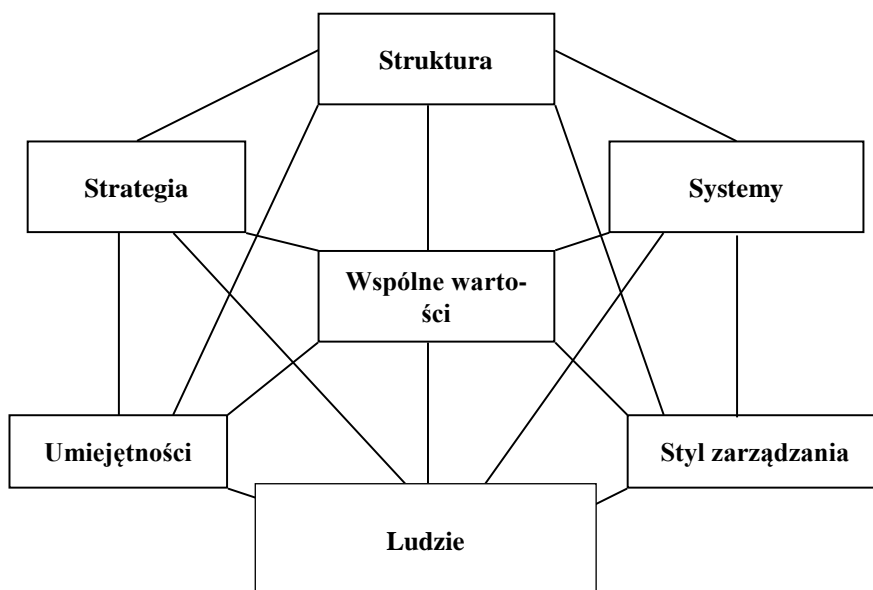 Struktura
Strategia
Systemy
Wspólne warto-
ści
Umiejętności
Styl zarządzania
Ludzie